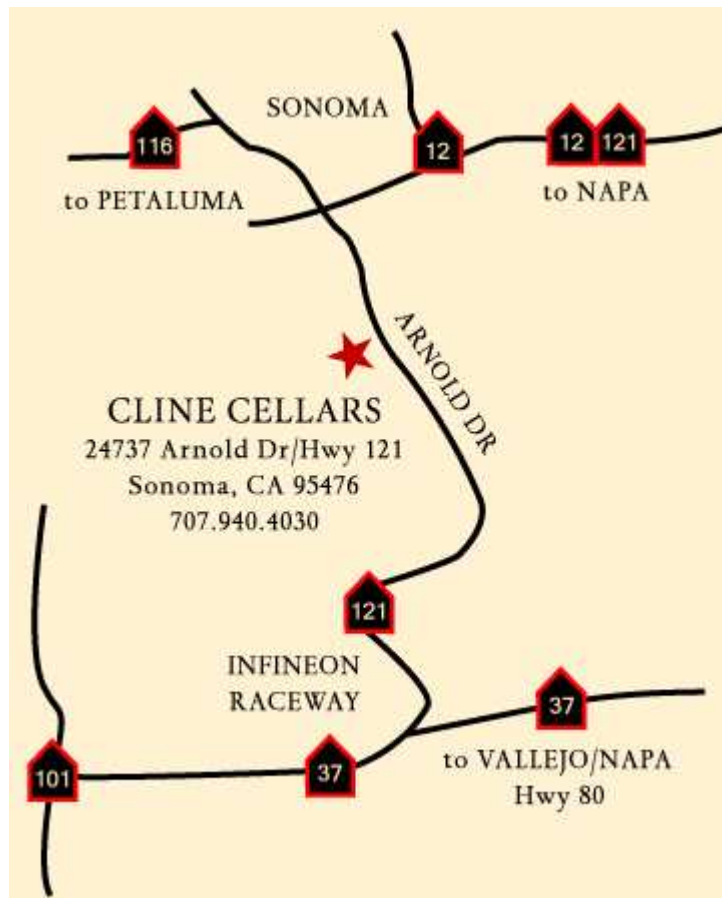 SONOMA
116
12
12
121
to PETALUMA
to NAPA
ARNOLD DR
CLINE CELLARS
24737 Arnold Dr/Hwy 121
Sonoma, CA 95476
707.940.4030
121
INFINEON
RACEWAY
37
to VALLEJO/NAPA
Hwy 80
101
37